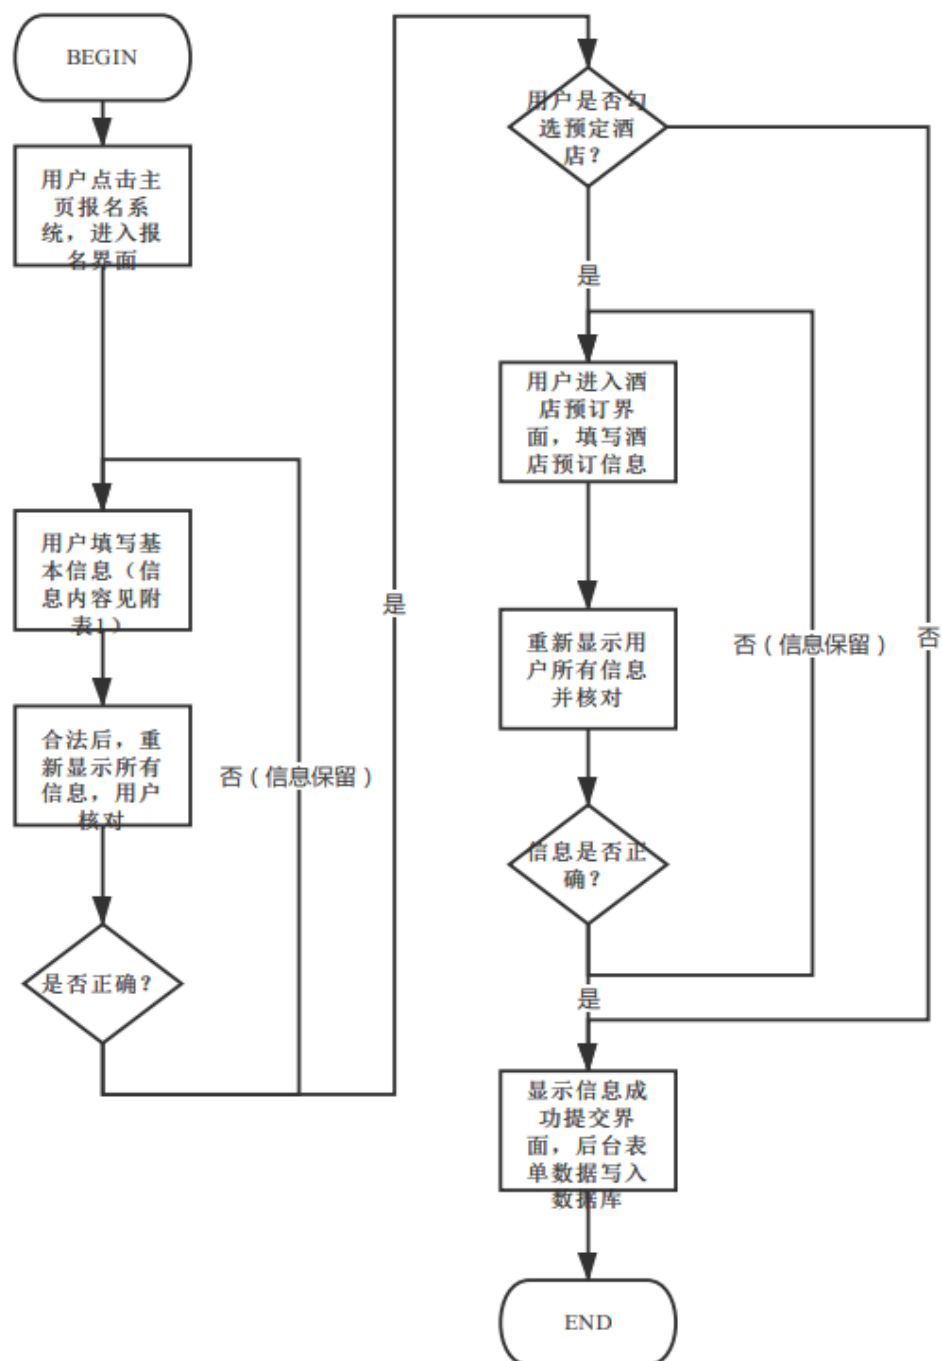 BEGIN
用户点击主
页报名系
统，进入报
名界面
用户填写基
本信息（信
息内容见附
表1）
合法后，重
新显示所有
信息，用户
核对
否（信息保留）
是否正确？
是
用户是否勾
选预定酒
店？
是
用户进入酒
店预订界
面，填写酒
店预订信息
重新显示用
户所有信息
并核对
否（信息保留）
否
信息是否正
确？
是
显示信息成
功提交界
面，后台表
单数据写入
数据库
END